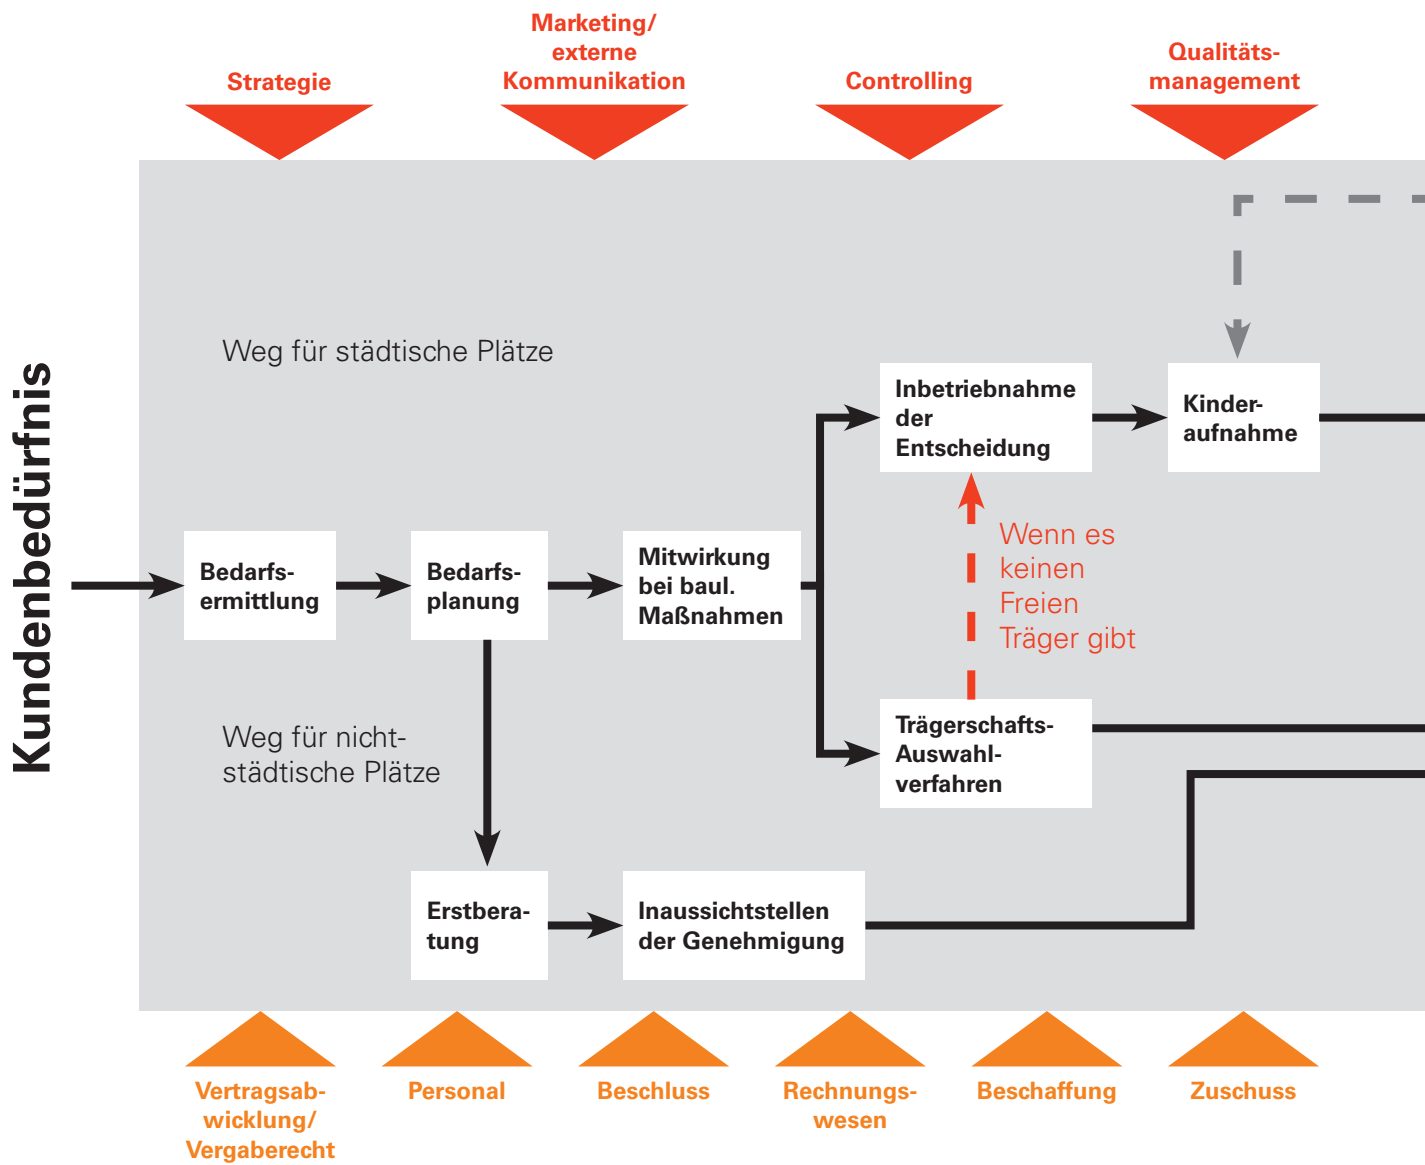 Marketing/
externe
Kommunikation
Strategie
Controlling
Qualitäts-
management
Kundenbedürfnis
Weg für städtische Plätze
Inbetriebnahme
der
Entscheidung
Kinder-
aufnahme
Bedarfs-
ermittlung
Bedarfs-
planung
Mitwirkung
bei baul.
Maßnahmen
Wenn es
keinen
Freien
Träger gibt
Weg für nicht-
städtische Plätze
Trägerschafts-
Auswahl-
verfahren
Erstbera-
tung
Inaussichtstellen
der Genehmigung
Vertragsab-
wicklung/
Vergaberecht
Personal
Beschluss
Rechnungs-
wesen
Beschaffung
Zuschuss